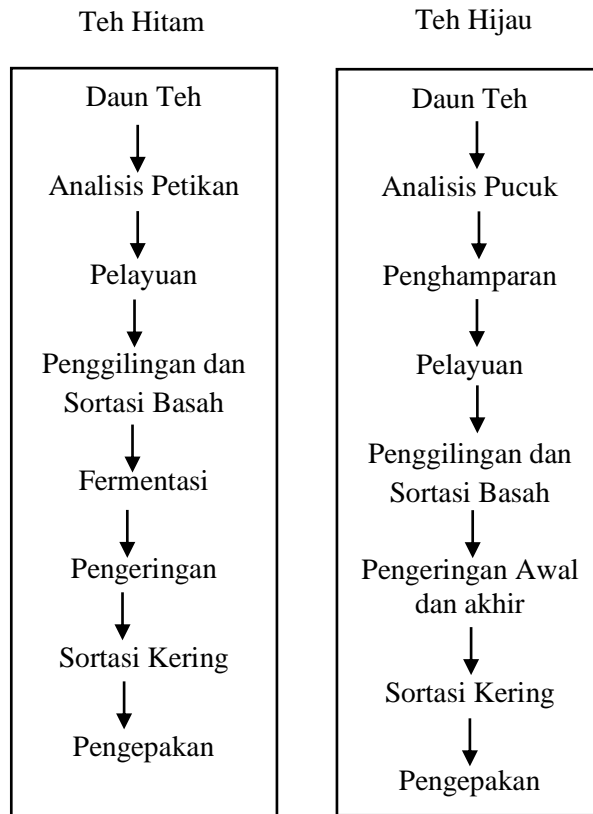 Teh Hitam
Daun Teh
Analisis Petikan
Pelayuan
Penggilingan dan
Sortasi Basah
Fermentasi
Pengeringan
Sortasi Kering
Pengepakan
Teh Hijau
Daun Teh
Analisis Pucuk
Penghamparan
Pelayuan
Penggilingan dan
Sortasi Basah
Pengeringan Awal
dan akhir
Sortasi Kering
Pengepakan